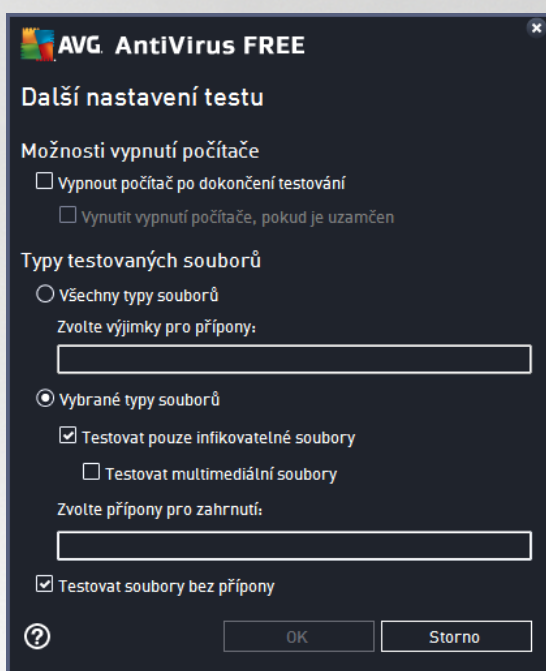 AVG. AntiVirus FREE
Další nastavení testu
Možnosti vypnutí počítače
Vypnout počítač po dokončení testování
Vynutit vypnutí počítače, pokud je uzamčen
Typy testovaných souborů
Všechny typy souborů
Zvolte výjimky pro přípony:
Vybrané typy souborů
Testovat pouze infikovatelné soubory
Testovat multimediální soubory
Zvolte přípony pro zahrnutí:
Testovat soubory bez přípony
? OK Storno